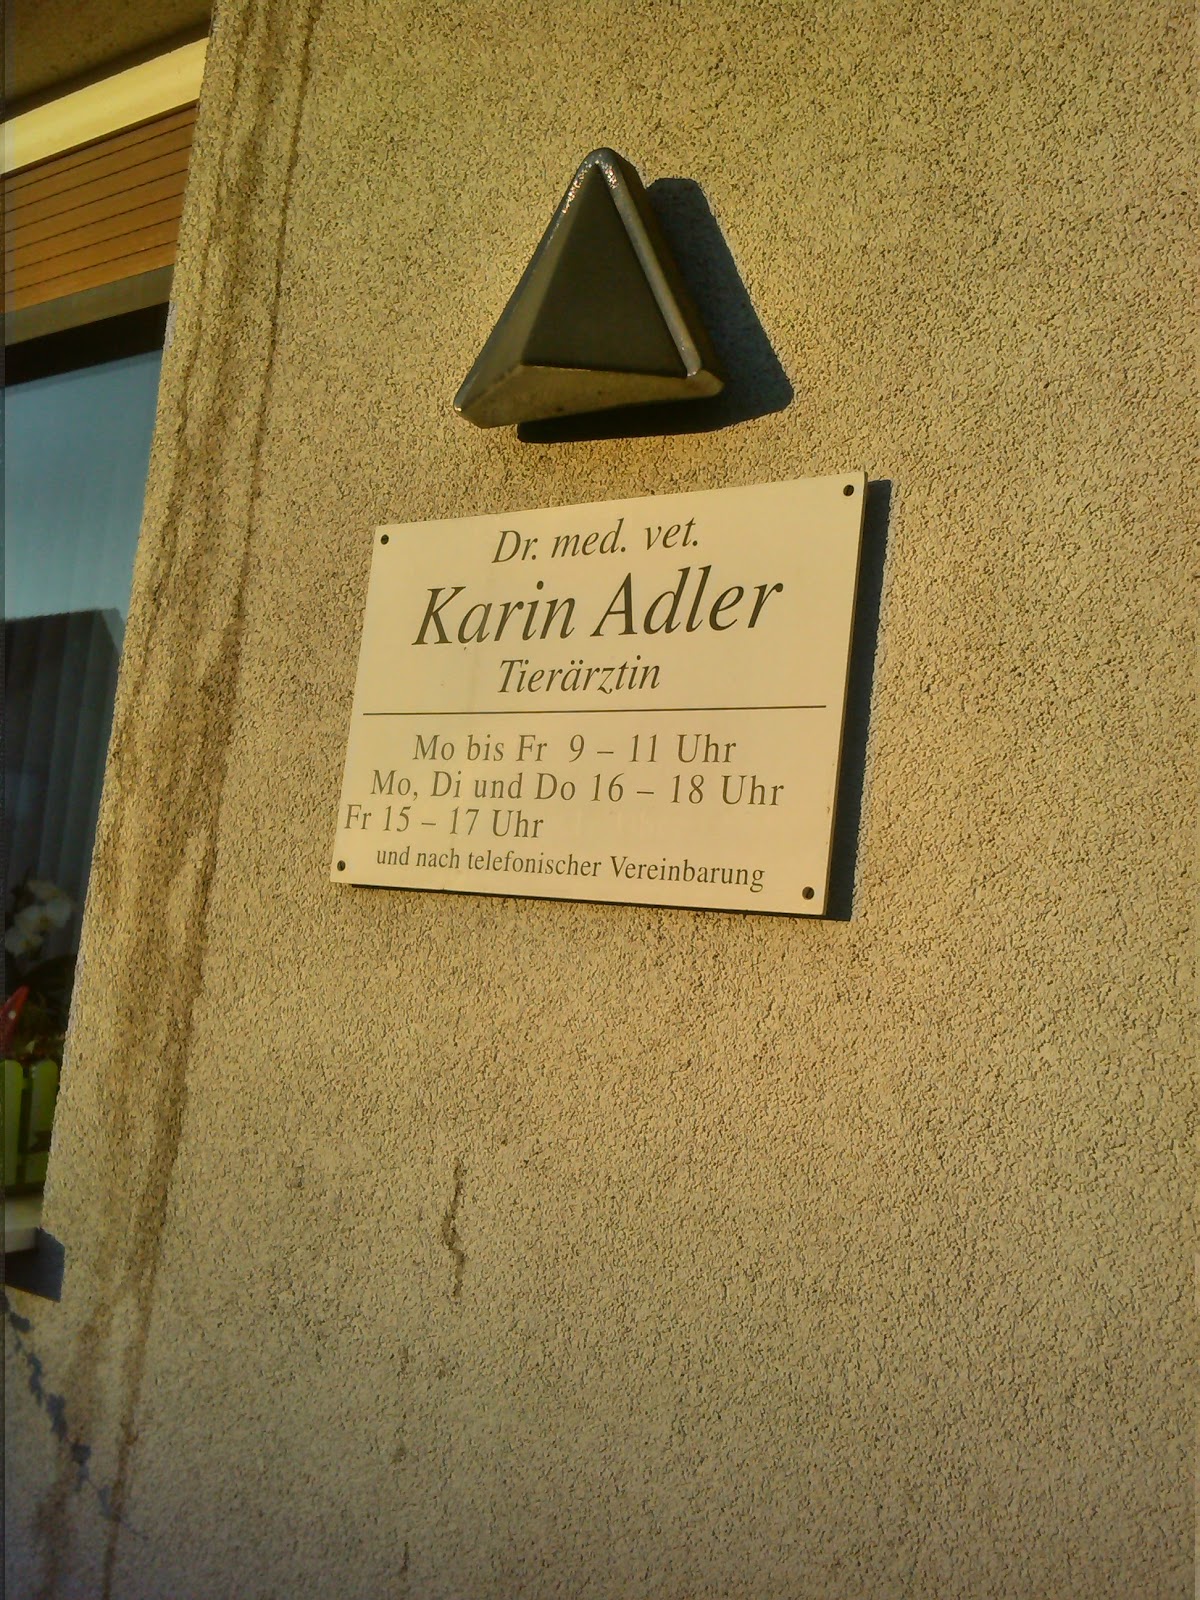 Dr. med. vet.
Karin Adler
Tierärztin
Mo bis Fr 9 – 11 Uhr
Mo, Di und Do 16 – 18 Uhr
Fr 15 – 17 Uhr
und nach telefonischer Vereinbarung